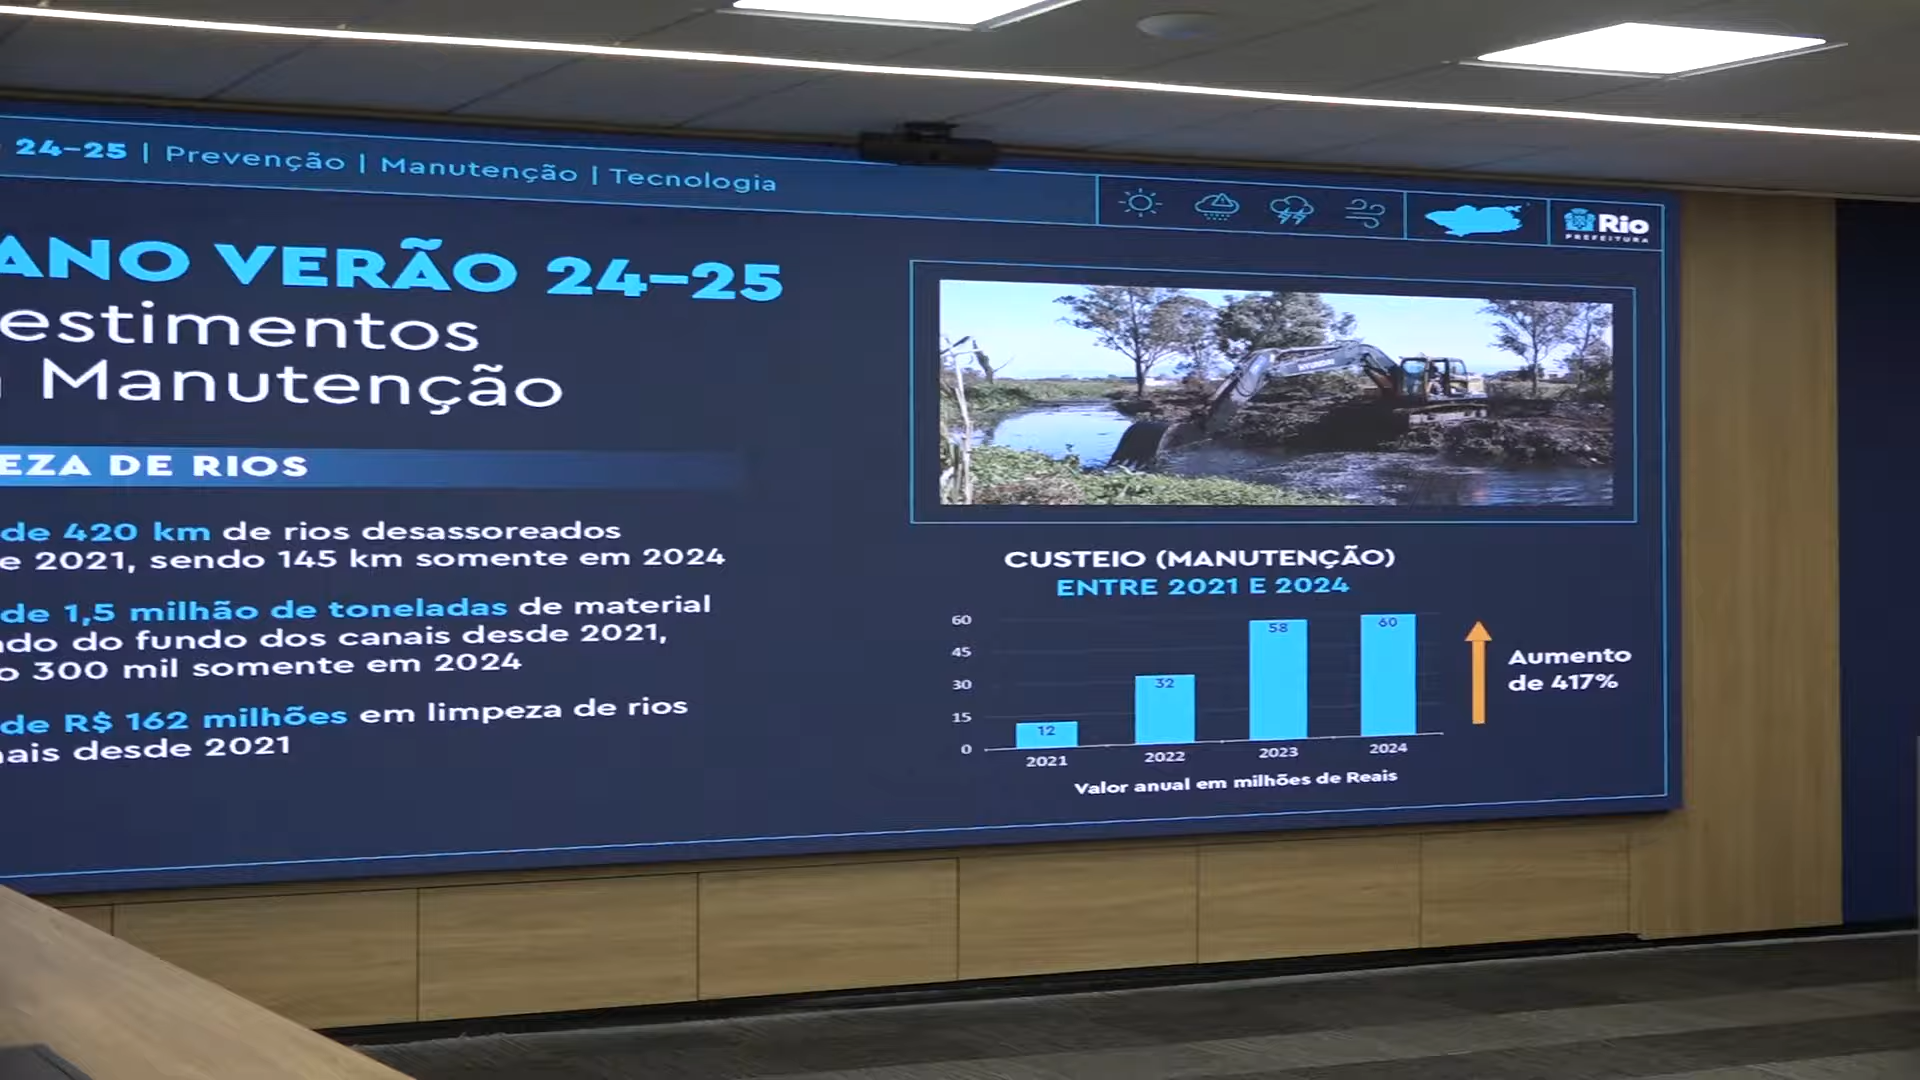 24-25 | Prevenção | Manutenção | Tecnologia
Rio
PREFEITURA
ANO VERÃO 24-25
estimentos
Manutenção
EZA DE RIOS
de 420 km de rios desassoreados
e 2021, sendo 145 km somente em 2024
de 1,5 milhão de toneladas de material
do do fundo dos canais desde 2021,
o 300 mil somente em 2024
de R$ 162 milhões em limpeza de rios
ais desde 2021
HYUNDAI
CUSTEIO (MANUTENÇÃO)
ENTRE 2021 E 2024
60
45
30
15
0
12
32
58
60
2021
2022
2023
2024
Valor anual em milhões de Reais
Aumento
de 417%